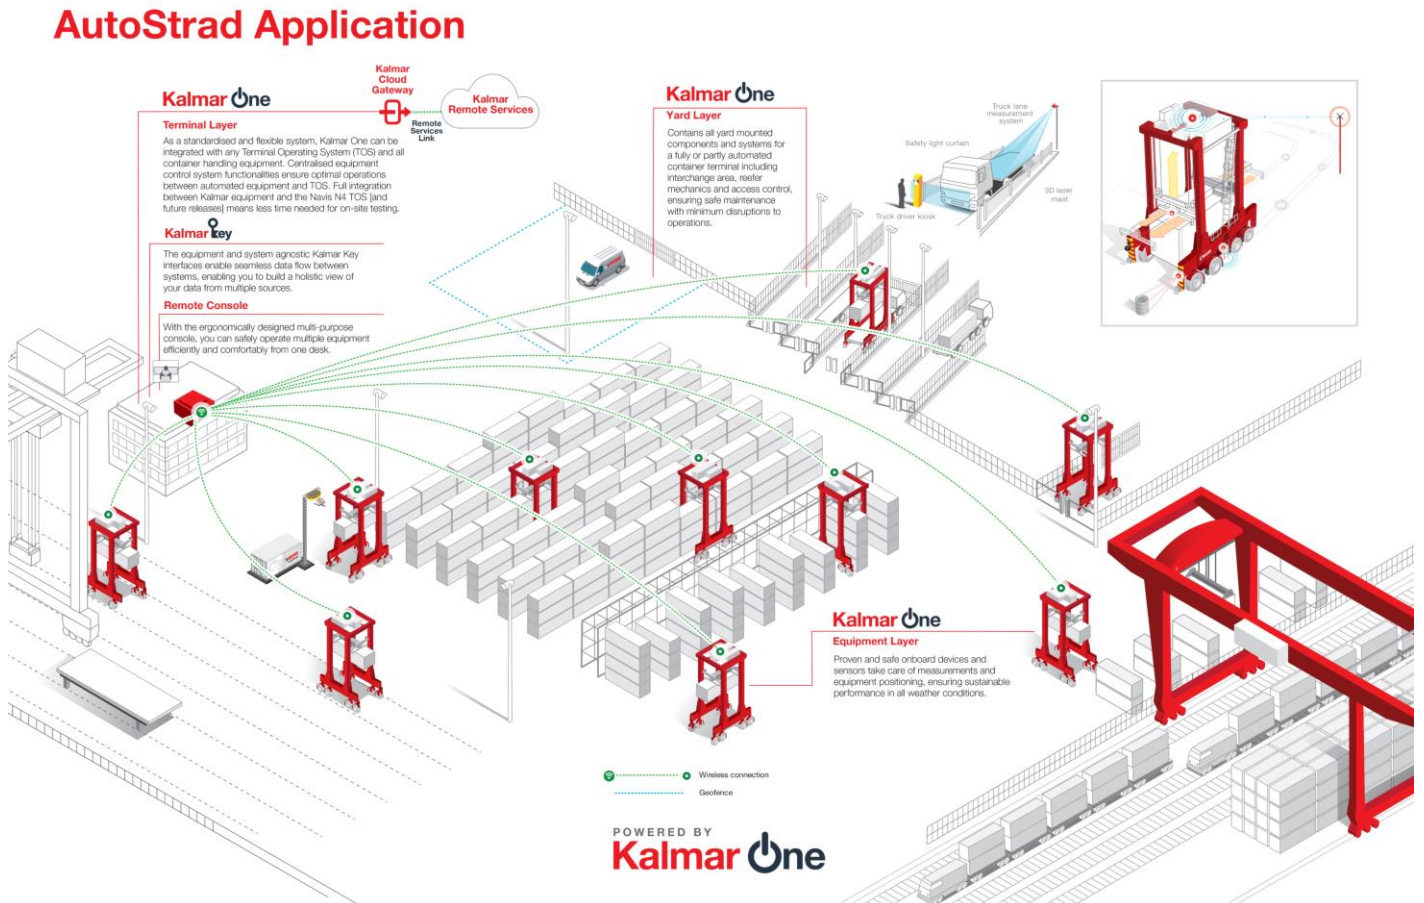 AutoStrad Application
Kalmar One
Terminal Layer
As a standardised and flexible system, Kalmar One can be
integrated with any Terminal Operating System (TOS) and all
container handling equipment. Centralised equipment
control system functionalities ensure optimal operations
between automated equipment and TOS. Full integration
between Kalmar equipment and the Navis N4 TOS [and
future releases] means less time needed for on-site testing.
Kalmar Key
The equipment and system agnostic Kalmar Key
interfaces enable seamless data flow between
systems, enabling you to build a holistic view of
your data from multiple sources.
Remote Console
With the ergonomically designed multi-purpose
console, you can safely operate multiple equipment
efficiently and comfortably from one desk.
Kalmar
Cloud
Gateway
Remote
Services
Link
Kalmar
Remote Services
Kalmar One
Yard Layer
Contains all yard mounted
components and systems for
a fully or partly automated
container terminal including
interchange area, reefer
mechanics and access control,
ensuring safe maintenance
with minimum disruptions to
operations.
Truck lane
measurement
system
Safety light curtain
3D laser
mast
Truck driver kiosk
Kalmar One
Equipment Layer
Proven and safe onboard devices and
sensors take care of measurements and
equipment positioning, ensuring sustainable
performance in all weather conditions.
Wireless connection
Geofence
POWERED BY
Kalmar One